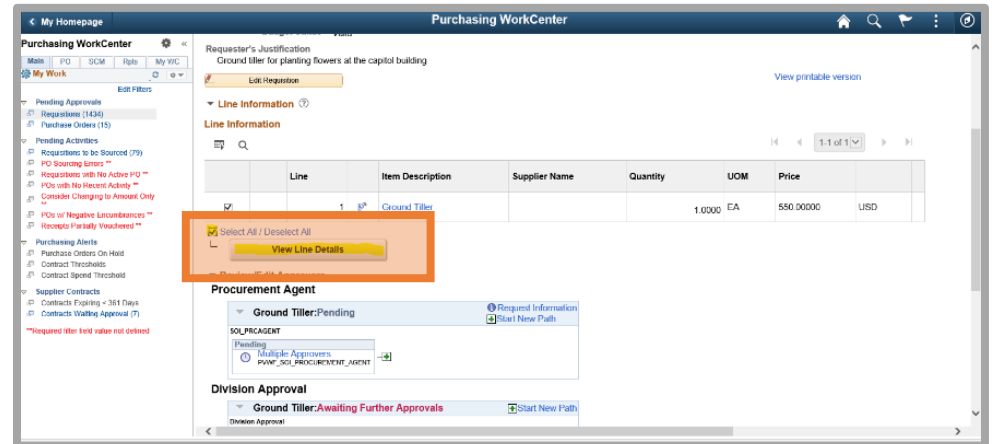 My Homepage
Purchasing WorkCenter
Purchasing WorkCenter
Main PO SCM Rpts My WC
My Work
Edit Filters
Pending Approvals
Requisitions (1434)
Purchase Orders (15)
Pending Activities
Requisitions to be Sourced (79)
PO Sourcing Errors **
Requisitions with No Active PO **
POs with No Recent Activity **
Consider Changing to Amount Only
**
POs w/ Negative Encumbrances **
Receipts Partially Vouchered **
Purchasing Alerts
Purchase Orders On Hold
Contract Thresholds
Contract Spend Threshold
Supplier Contracts
Contracts Expiring < 361 Days
Contracts Waiting Approval (7)
**Required filter field value not defined
Requester's Justification
Ground tiller for planting flowers at the capitol building
Edit Requisition
View printable version
Line Information
Line Information
1-1 of 1
Line Item Description Supplier Name Quantity UOM Price
1 Ground Tiller 1.0000 EA 550.00000 USD
Select All / Deselect All
View Line Details
Review/Edit Approvers
Procurement Agent
Ground Tiller:Pending
Request Information
Start New Path
SOI_PRCAGENT
Pending
Multiple Approvers
PVWF_SOI_PROCUREMENT_AGENT
Division Approval
Ground Tiller:Awaiting Further Approvals
Start New Path
Division Approval